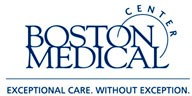 BOSTON
MEDICAL
CENTER
EXCEPTIONAL CARE. WITHOUT EXCEPTION.